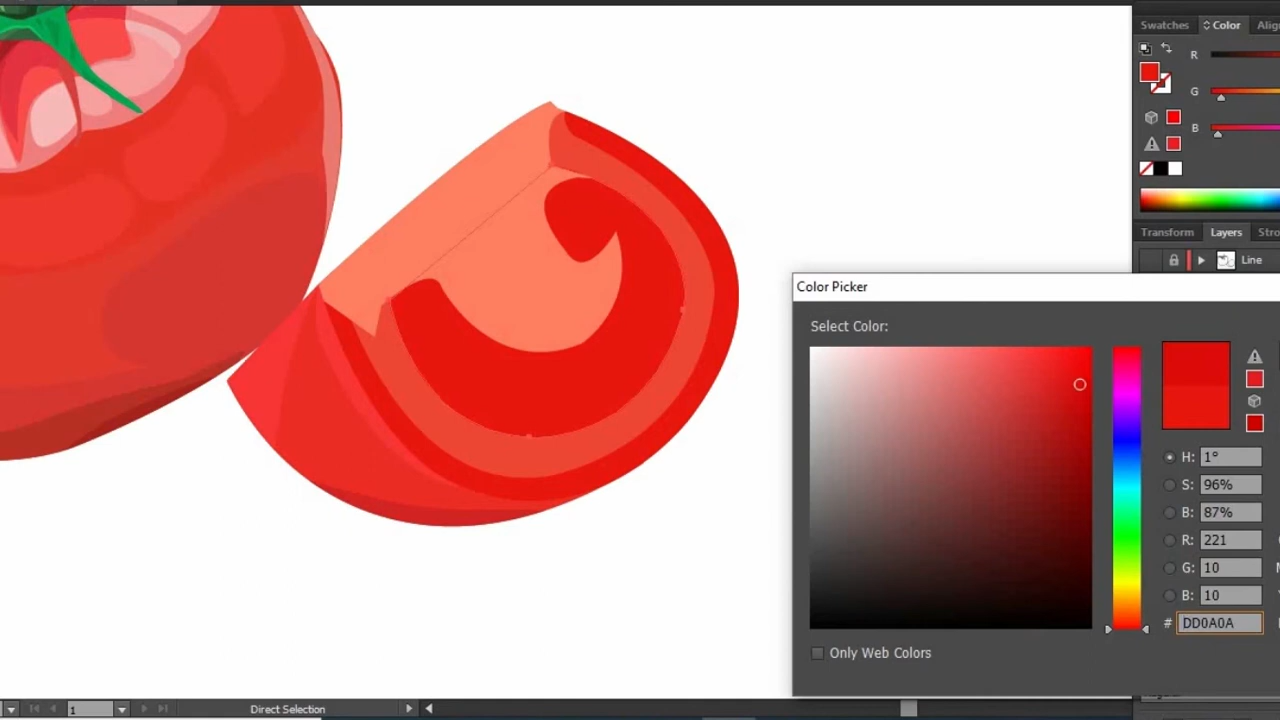 Swatches
Color
R
G
B
Transform
Layers
Line
Color Picker
Select Color:
H: 1°
S: 96%
B: 87%
R: 221
G: 10
B: 10
# DD0A0A
Only Web Colors
1
Direct Selection